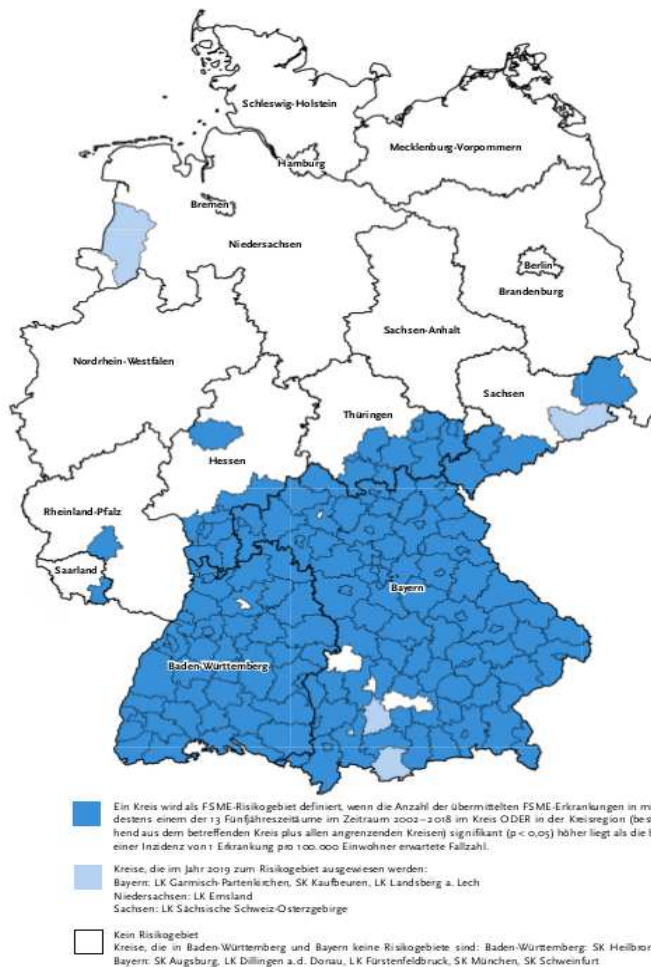 Schleswig-Holstein
Mecklenburg-Vorpommern
Hamburg
Bremen
Niedersachsen
Berlin
Brandenburg
Sachsen-Anhalt
Nordrhein-Westfalen
Sachsen
Thüringen
Hessen
Rheinland-Pfalz
Saarland
Bayern
Baden-Württemberg
Ein Kreis wird als FSME-Risikogebiet definiert, wenn die Anzahl der übermittelten FSME-Erkrankungen in
destens einem der 13 Fünfjahreszeiträume im Zeitraum 2002–2018 im Kreis ODER in der Kreisregion
hend aus dem betreffenden Kreis plus allen angrenzenden Kreisen) signifikant (p < 0,05) höher liegt als die
einer Inzidenz von 1 Erkrankung pro 100.000 Einwohner erwartete Fallzahl.
Kreise, die im Jahr 2019 zum Risikogebiet ausgewiesen werden:
Bayern: LK Garmisch-Partenkirchen, SK Kaufbeuren, LK Landsberg a. Lech
Niedersachsen: LK Emsland
Sachsen: LK Sächsische Schweiz-Osterzgebirge
Kein Risikogebiet
Kreise, die in Baden-Württemberg und Bayern keine Risikogebiete sind: Baden-Württemberg: SK Heilbron
Bayern: SK Augsburg, LK Dillingen a.d. Donau, LK Fürstenfeldbruck, SK München, SK Schweinfurt